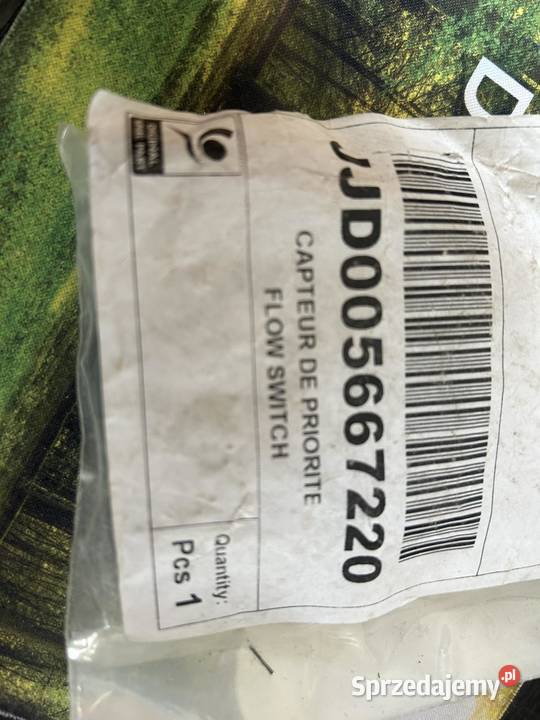 JJD005667220
CAPTEUR DE PRIORITE
FLOW SWITCH
Quantity:
Pcs 1
D
Sprzedajemy.pl